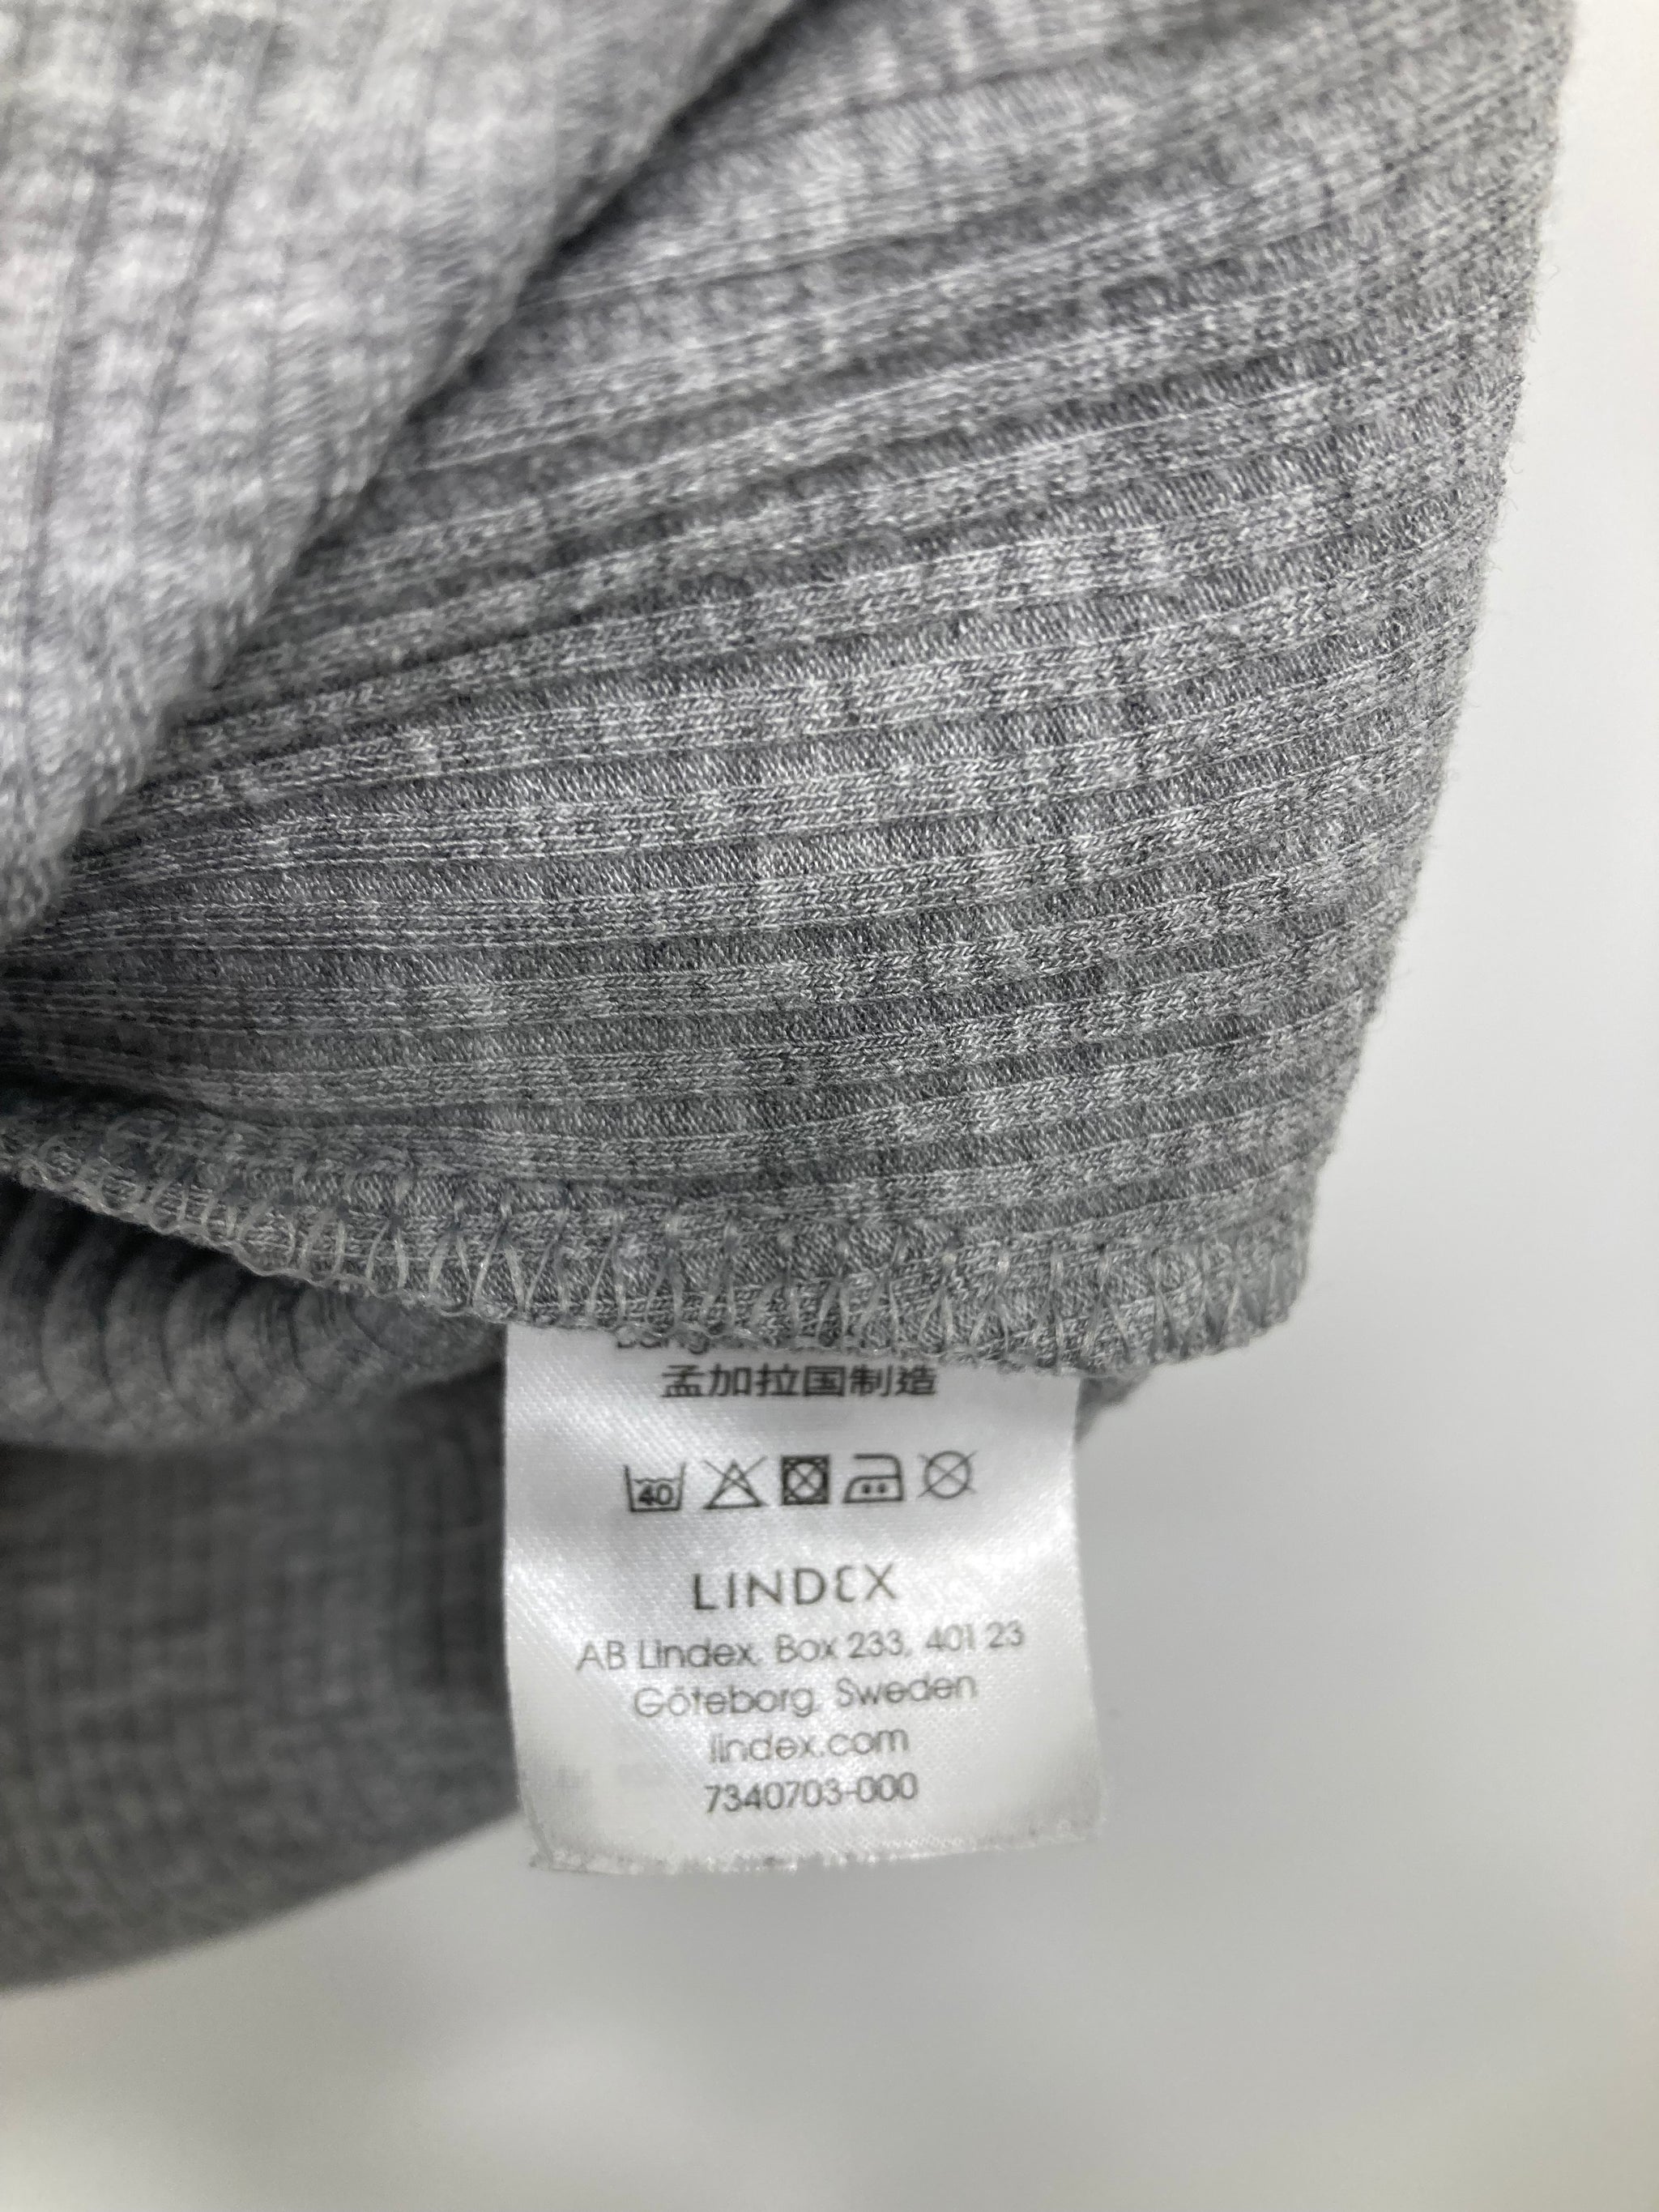 孟加拉国制造
40
LINDEX
AB Lindex, Box 233, 401 23
Göteborg, Sweden
lindex.com
7340703-000